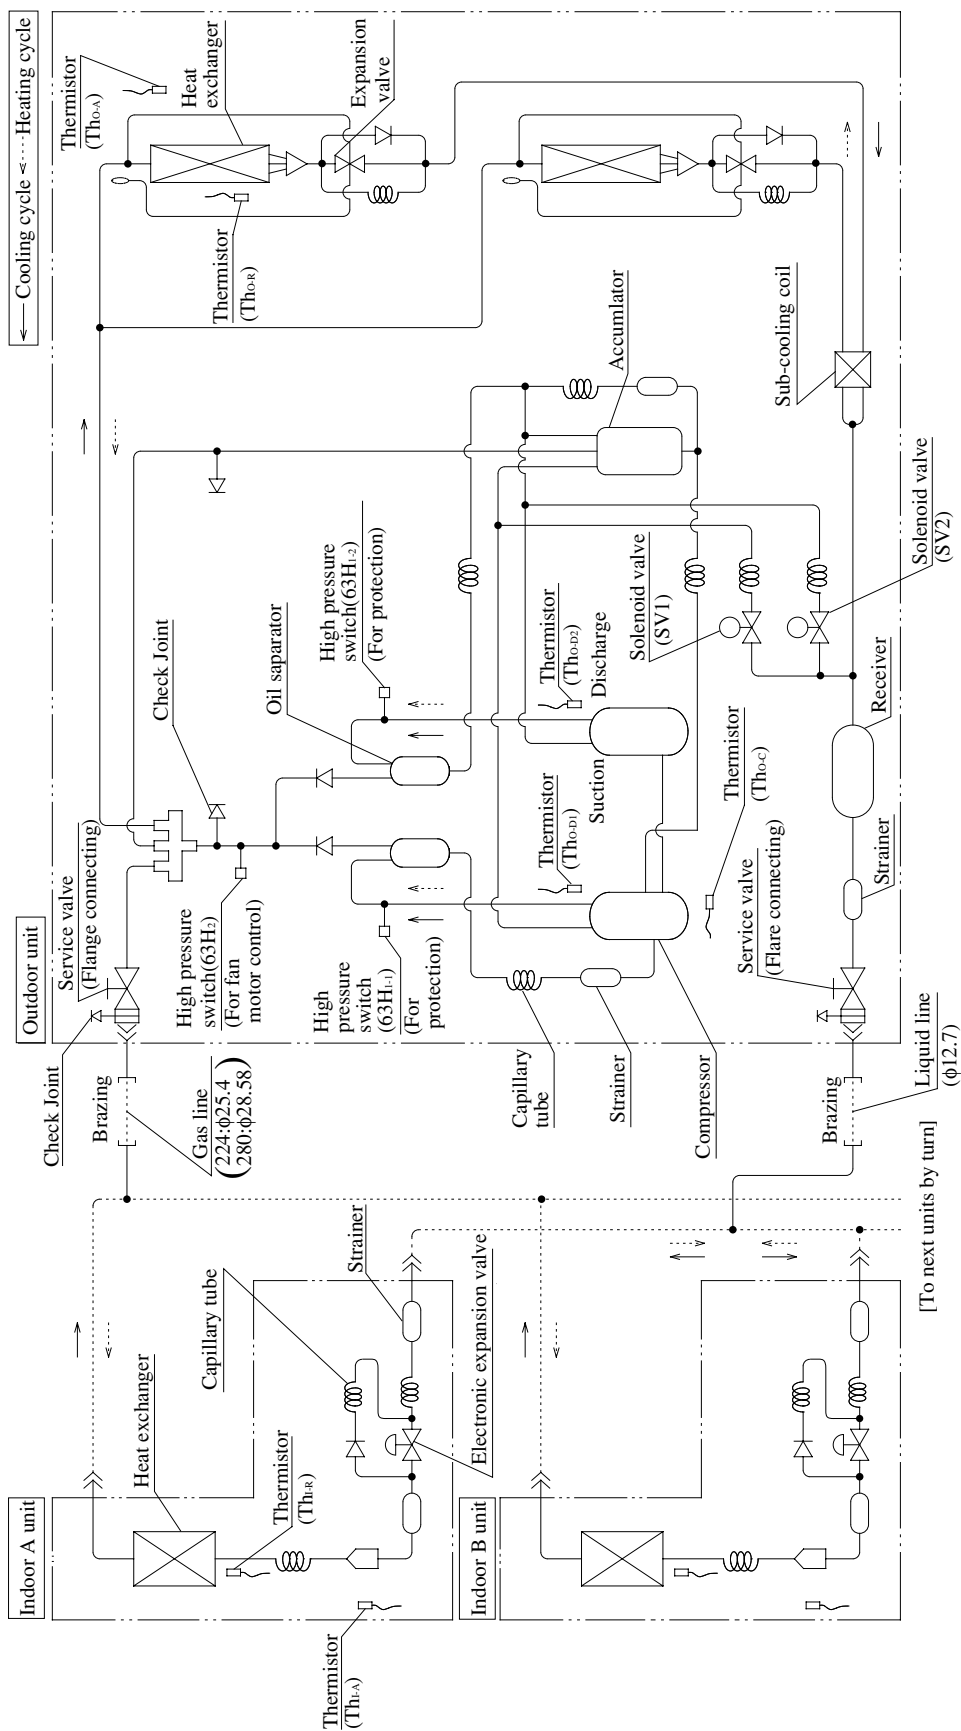 Cooling cycle
Heating cycle
Outdoor unit
Thermistor
(ThO-A)
Heat
exchanger
Expansion
valve
Thermistor
(ThO-R)
Accumlator
Sub-cooling coil
Check Joint
High pressure
switch(63H1-2)
(For protection)
Oil saparator
Solenoid valve
(SV1)
Solenoid valve
(SV2)
Thermistor
(ThO-D2)
Discharge
Suction
Receiver
Thermistor
(ThO-D1)
Thermistor
(ThO-C)
Strainer
Service valve
(Flange connecting)
Service valve
(Flare connecting)
High pressure
switch(63H2)
(For fan
motor control)
High
pressure
switch
(63H1-1)
(For
protection)
Check Joint
Brazing
Gas line
(224:ϕ25.4
280:ϕ28.58)
Capillary
tube
Strainer
Compressor
Brazing
Liquid line
(ϕ12.7)
[To next units by turn]
Indoor A unit
Heat exchanger
Capillary tube
Strainer
Electronic expansion valve
Thermistor
(ThI-R)
Thermistor
(ThI-A)
Indoor B unit